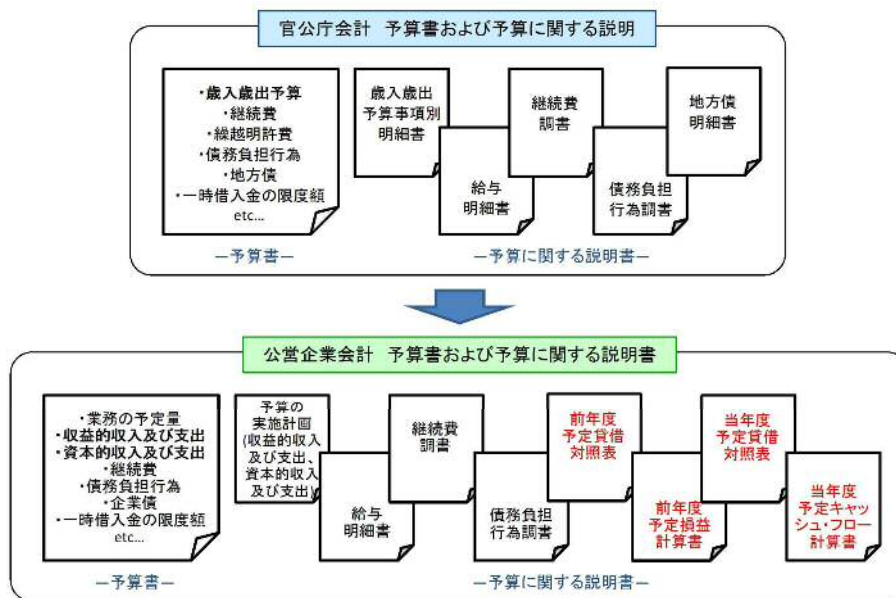 官公庁会計 予算書および予算に関する説明
・歳入歳出予算
・継続費
・繰越明許費
・債務負担行為
・地方債
・一時借入金の限度額
etc…
歳入歳出
予算事項別
明細書
給与
明細書
継続費
調書
債務負担
行為調書
地方債
明細書
―予算書―
―予算に関する説明書―
公営企業会計 予算書および予算に関する説明書
・業務の予定量
・収益的収入及び支出
・資本的収入及び支出
・継続費
・債務負担行為
・企業債
・一時借入金の限度額
etc…
予算の
実施計画
(収益的収入
及び支出、
資本的収入
及び支出)
給与
明細書
継続費
調書
債務負担
行為調書
前年度
予定貸借
対照表
前年度
予定損益
計算書
当年度
予定貸借
対照表
当年度
予定キャッ
シュ・フロー
計算書
―予算書―
―予算に関する説明書―